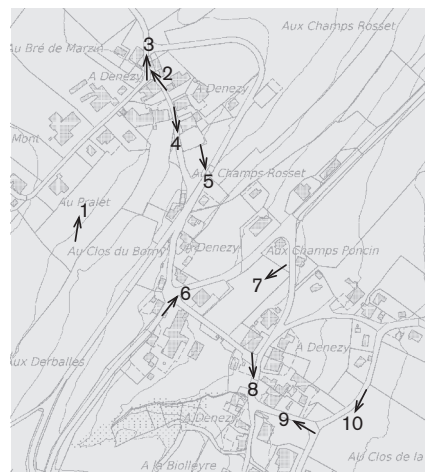 Aux Champs Rosset
3
Au Bré de Marzin
2
A Denezy
A Denezy
4
Mont
5
Aux Champs Rosset
1
Au Pralet
Au Clos du Borny
A Denezy
Aux Champs Poncin
7
6
A Denezy
Aux Derballes
8
9
10
A Denezy
Au Clos de la
A la Biolleyre